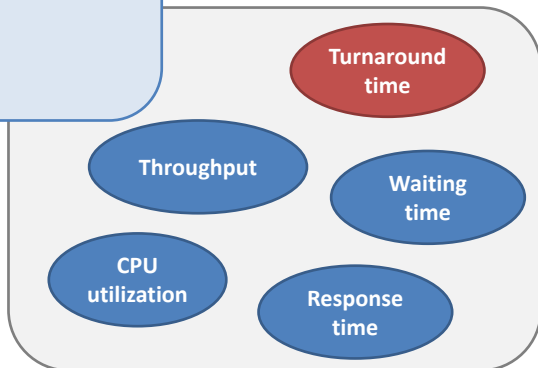 Turnaround
time
Throughput
Waiting
time
CPU
utilization
Response
time